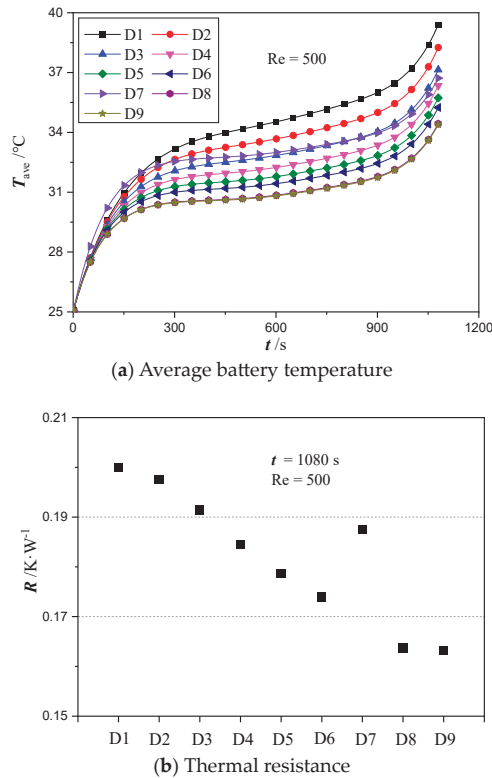 40
37
34
31
28
25
T_ave /°C
D1 D2
D3 D4
D5 D6
D7 D8
D9
Re = 500
0 300 600 900 1200
t /s
(a) Average battery temperature
0.21
0.19
0.17
0.15
R /K·W⁻¹
t = 1080 s
Re = 500
D1 D2 D3 D4 D5 D6 D7 D8 D9
(b) Thermal resistance